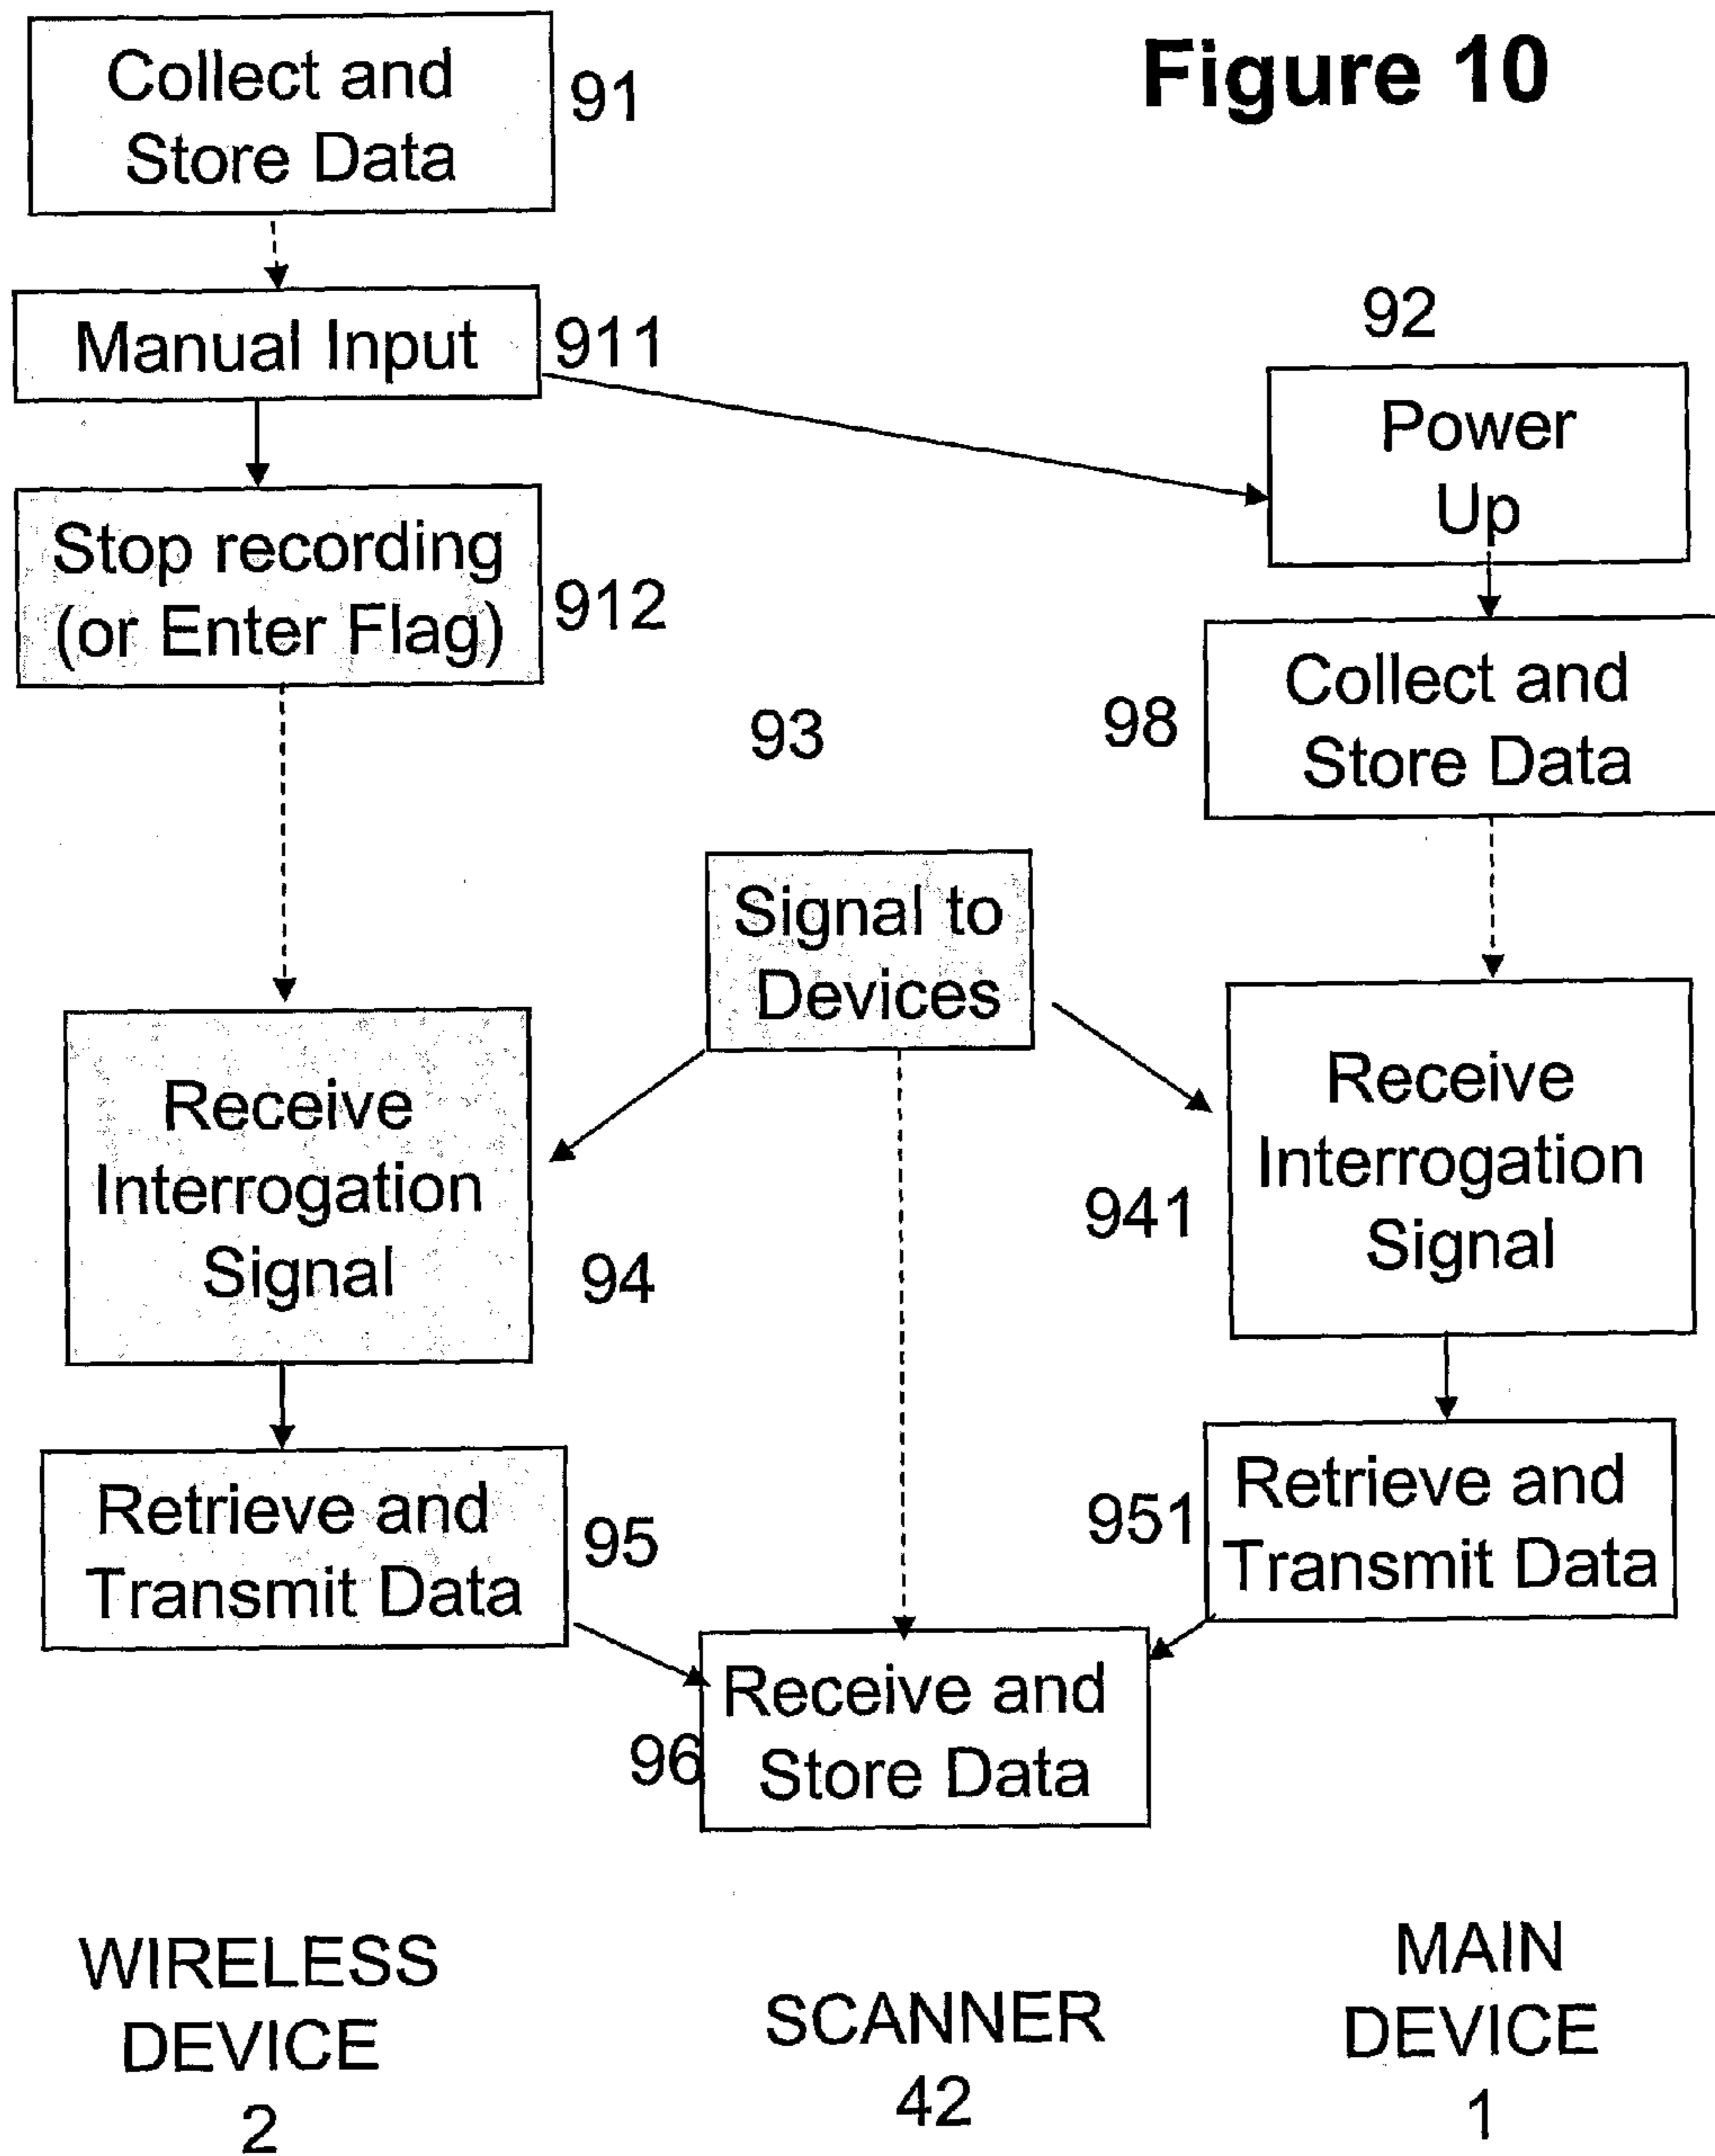 Figure 10
Collect and
Store Data
91
Manual Input
911
92
Power
Up
Stop recording
(or Enter Flag)
912
93
98
Collect and
Store Data
Signal to
Devices
Receive
Interrogation
Signal
94
941
Receive
Interrogation
Signal
Retrieve and
Transmit Data
95
951
Retrieve and
Transmit Data
96
Receive and
Store Data
WIRELESS
DEVICE
2
SCANNER
42
MAIN
DEVICE
1